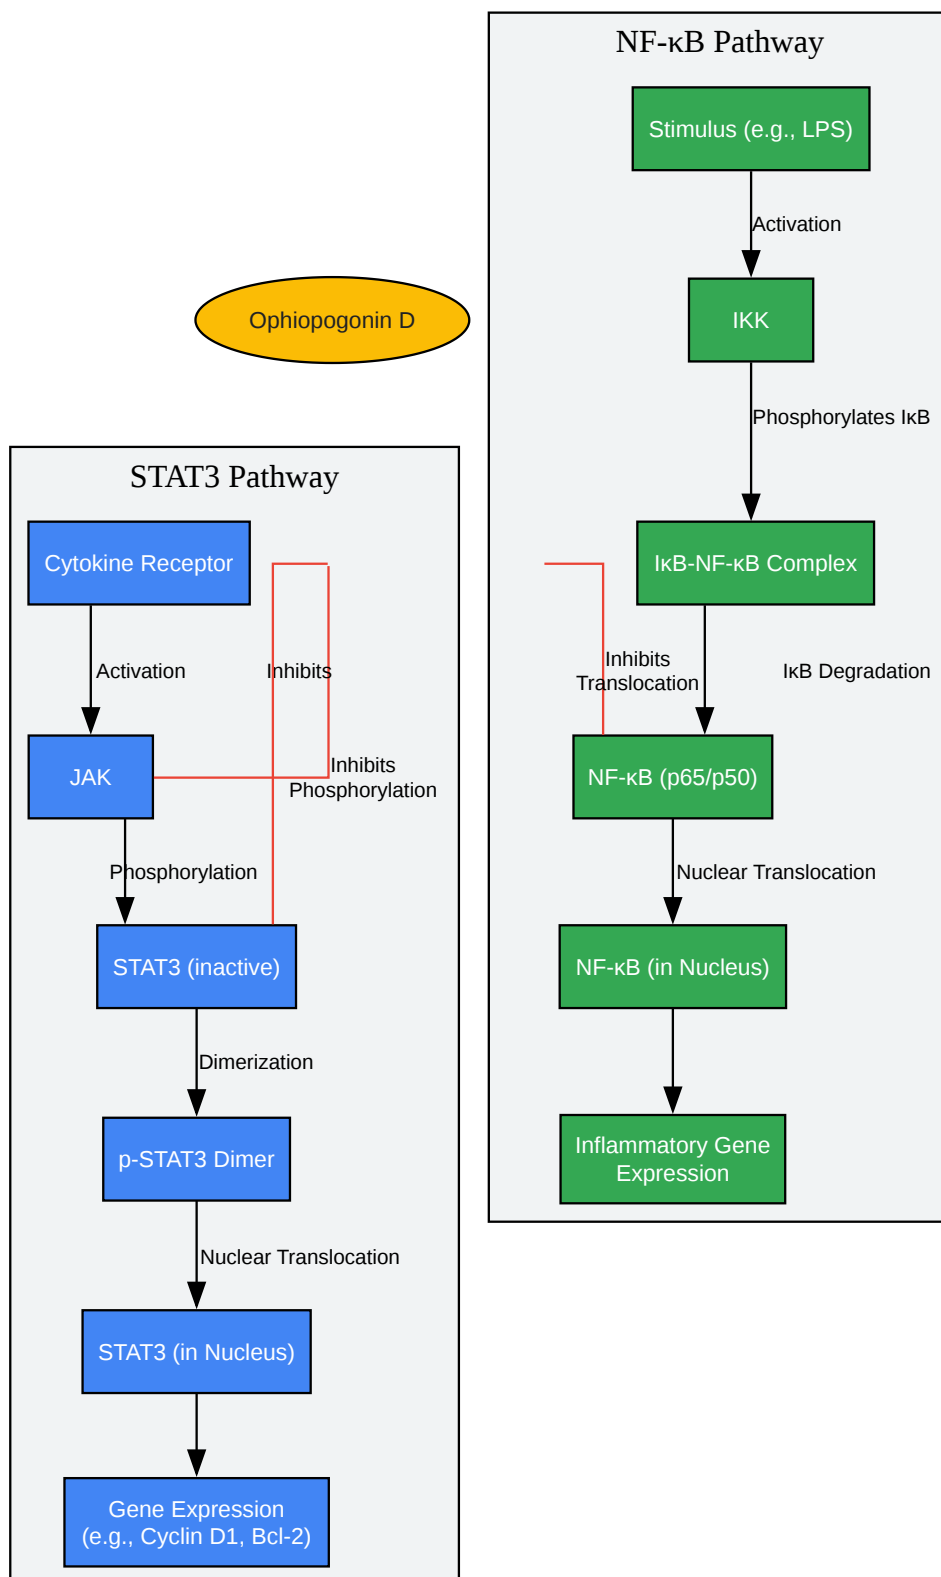 NF-κB Pathway
Stimulus (e.g., LPS)
Activation
Ophiopogonin D
IKK
Phosphorylates IκB
STAT3 Pathway
Cytokine Receptor
IκB-NF-κB Complex
Activation
Inhibits
Inhibits
Translocation
IκB Degradation
JAK
Inhibits
Phosphorylation
NF-κB (p65/p50)
Phosphorylation
Nuclear Translocation
STAT3 (inactive)
NF-κB (in Nucleus)
Dimerization
p-STAT3 Dimer
Inflammatory Gene
Expression
Nuclear Translocation
STAT3 (in Nucleus)
Gene Expression
(e.g., Cyclin D1, Bcl-2)